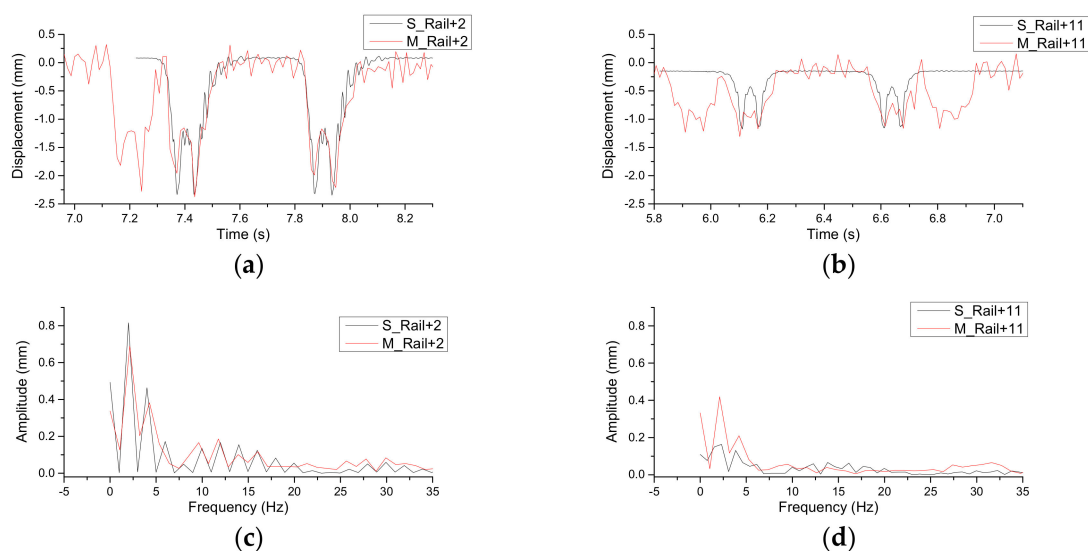 S_Rail+2
M_Rail+2
0.5
0.0
-0.5
-1.0
-1.5
-2.0
-2.5
Displacement (mm)
7.0 7.2 7.4 7.6 7.8 8.0 8.2
Time (s)
(a)
S_Rail+11
M_Rail+11
0.5
0.0
-0.5
-1.0
-1.5
-2.0
-2.5
Displacement (mm)
5.8 6.0 6.2 6.4 6.6 6.8 7.0
Time (s)
(b)
S_Rail+2
M_Rail+2
0.8
0.6
0.4
0.2
0.0
Amplitude (mm)
-5 0 5 10 15 20 25 30 35
Frequency (Hz)
(c)
S_Rail+11
M_Rail+11
0.8
0.6
0.4
0.2
0.0
Amplitude (mm)
-5 0 5 10 15 20 25 30 35
Frequency (Hz)
(d)